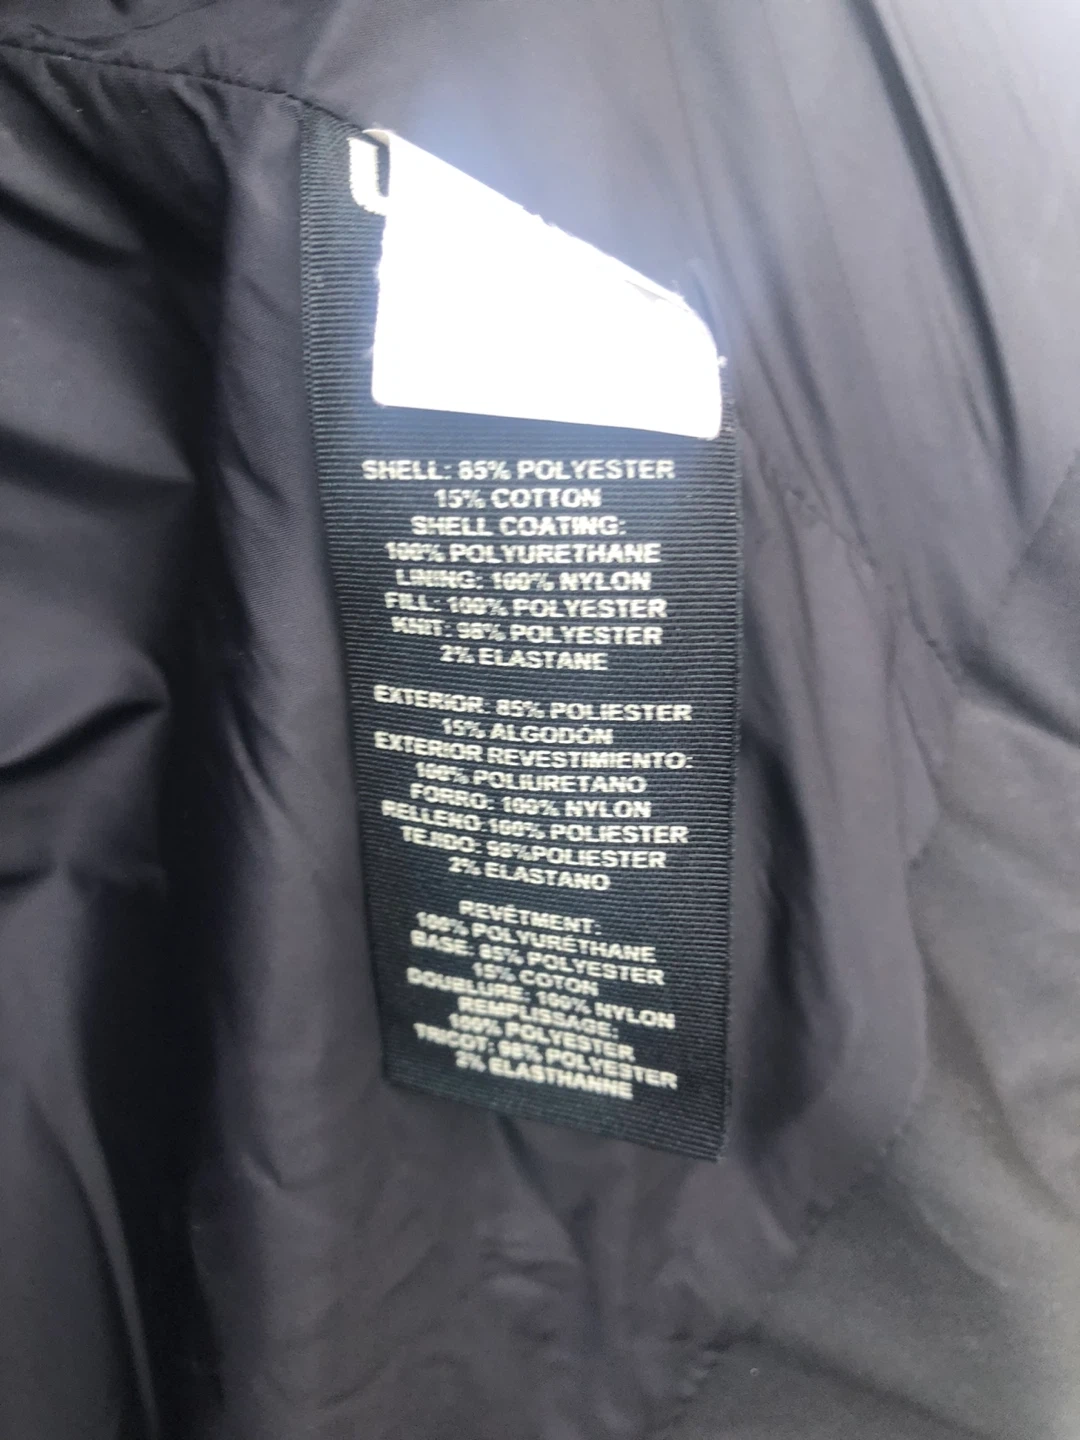 SHELL: 85% POLYESTER
15% COTTON
SHELL COATING:
100% POLYURETHANE
LINING: 100% NYLON
FILL: 100% POLYESTER
KNIT: 98% POLYESTER
2% ELASTANE
EXTERIOR: 85% POLIESTER
15% ALGODÓN
EXTERIOR REVESTIMIENTO:
100% POLIURETANO
FORRO: 100% NYLON
RELLENO:100% POLIESTER
TEJIDO: 98%POLIESTER
2% ELASTANO
REVÊTMENT:
100% POLYURÉTHANE
BASE: 85% POLYESTER
15% COTON
DOUBLURE: 100% NYLON
REMPLISSAGE:
100% POLYESTER
TRICOT: 98% POLYESTER
2% ELASTHANNE